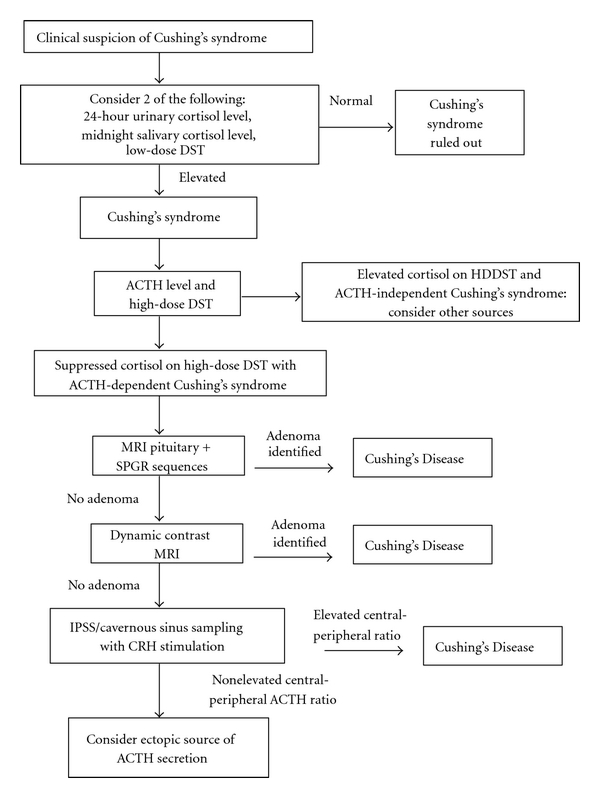 Clinical suspicion of Cushing's syndrome
Consider 2 of the following:
24-hour urinary cortisol level,
midnight salivary cortisol level,
low-dose DST
Normal
Cushing's
syndrome
ruled out
Elevated
Cushing's syndrome
ACTH level and
high-dose DST
Elevated cortisol on HDDST and
ACTH-independent Cushing's syndrome:
consider other sources
Suppressed cortisol on high-dose DST with
ACTH-dependent Cushing's syndrome
MRI pituitary +
SPGR sequences
Adenoma
identified
Cushing's Disease
No adenoma
Dynamic contrast
MRI
Adenoma
identified
Cushing's Disease
No adenoma
IPSS/cavernous sinus sampling
with CRH stimulation
Elevated central-
peripheral ratio
Cushing's Disease
Nonelevated central-
peripheral ACTH ratio
Consider ectopic source of
ACTH secretion